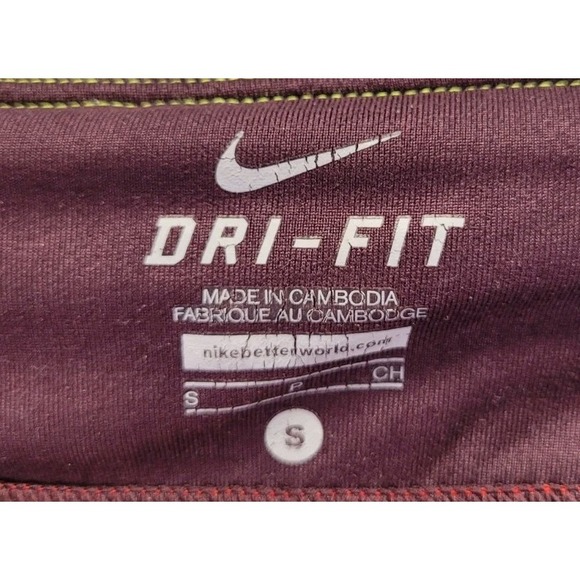 DRI-FIT
MADE IN CAMBODIA
FABRIQUE AU CAMBODGE
nikebetterworld.com
S P CH
S